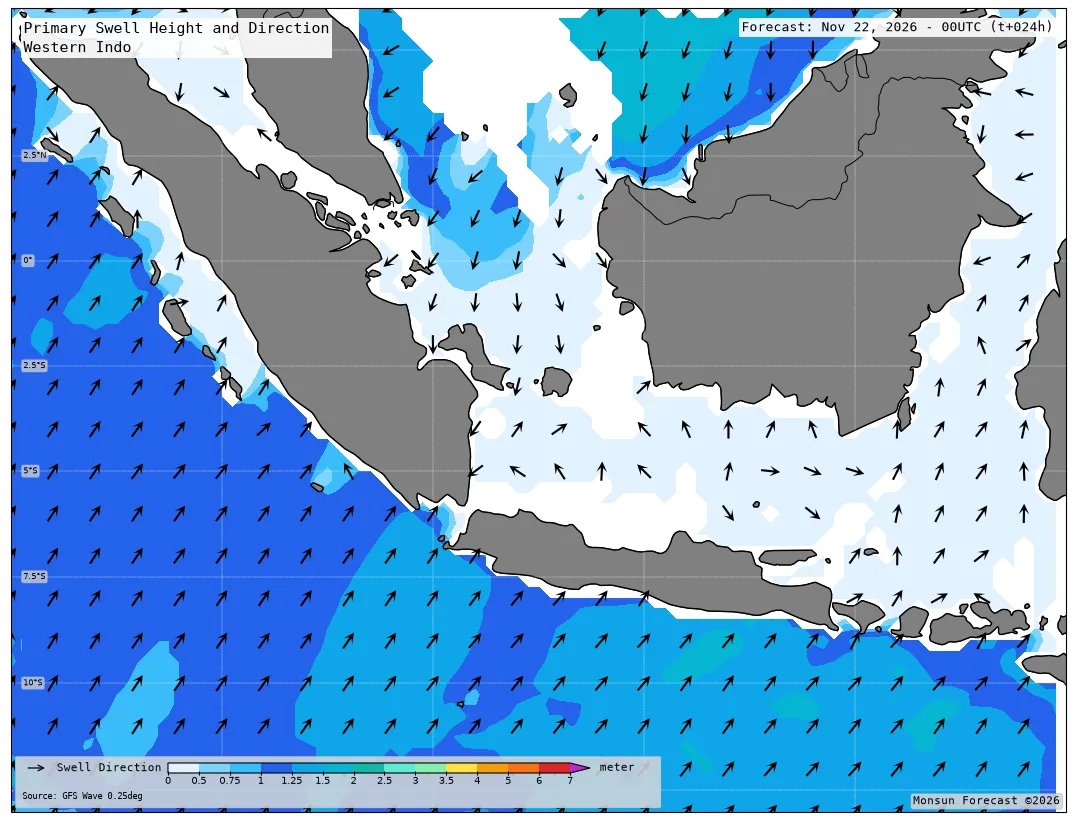 Primary Swell Height and Direction
Western Indo
Forecast: Nov 22, 2026 - 00UTC (t+024h)
2.5°N
0°
2.5°S
5°S
7.5°S
10°S
Swell Direction
0 0.5 0.75 1 1.25 1.5 2 2.5 3 3.5 4 5 6 7
meter
Source: GFS Wave 0.25deg
Monsun Forecast ©2026